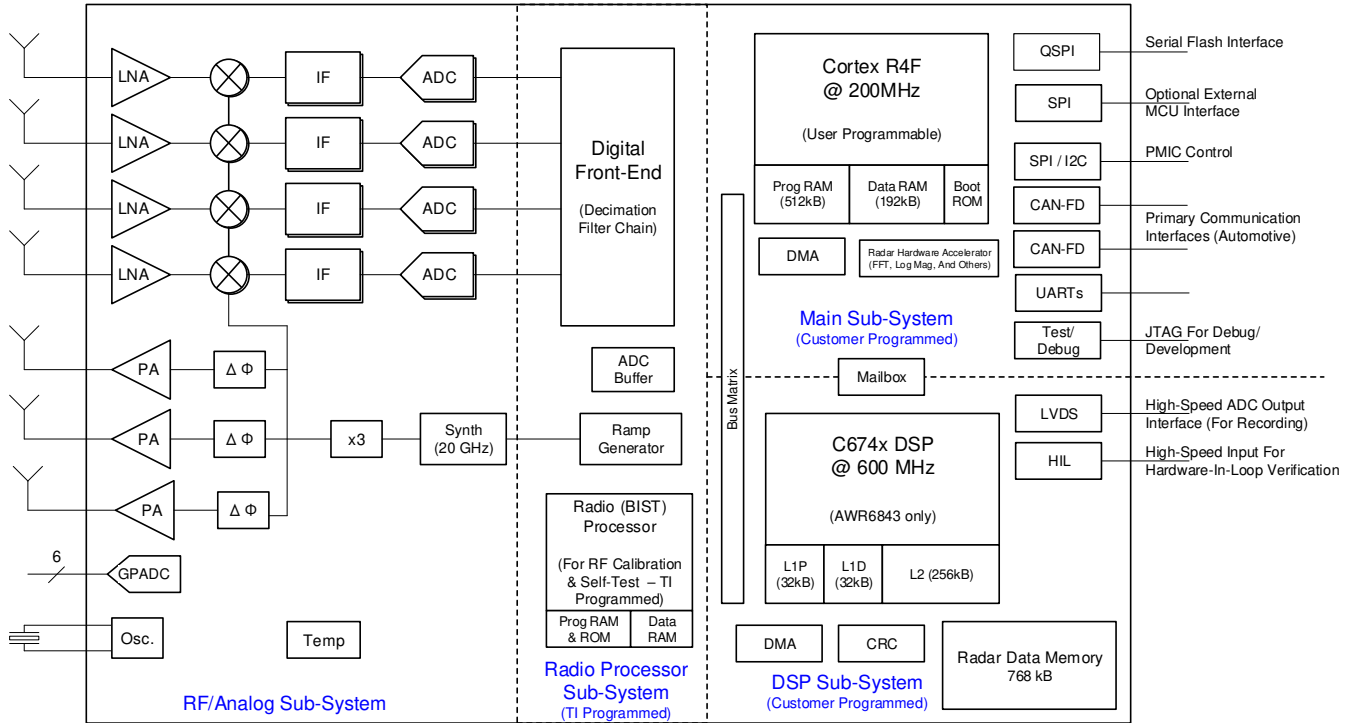 LNA
IF
ADC
LNA
IF
ADC
LNA
IF
ADC
LNA
IF
ADC
PA
Δ Φ
PA
Δ Φ
PA
Δ Φ
x3
Synth
(20 GHz)
6
GPADC
Osc.
Temp
RF/Analog Sub-System
Digital
Front-End
(Decimation
Filter Chain)
ADC
Buffer
Ramp
Generator
Radio (BIST)
Processor
(For RF Calibration
& Self-Test – TI
Programmed)
Prog RAM
& ROM
Data
RAM
Radio Processor
Sub-System
(TI Programmed)
Cortex R4F
@ 200MHz
(User Programmable)
Prog RAM
(512kB)
Data RAM
(192kB)
Boot
ROM
DMA
Radar Hardware Accelerator
(FFT, Log Mag, And Others)
Main Sub-System
(Customer Programmed)
Mailbox
Bus Matrix
C674x DSP
@ 600 MHz
(AWR6843 only)
L1P
(32kB)
L1D
(32kB)
L2 (256kB)
DMA
CRC
Radar Data Memory
768 kB
DSP Sub-System
(Customer Programmed)
QSPI
Serial Flash Interface
SPI
Optional External
MCU Interface
SPI / I2C
PMIC Control
CAN-FD
CAN-FD
Primary Communication
Interfaces (Automotive)
UARTs
Test/
Debug
JTAG For Debug/
Development
LVDS
High-Speed ADC Output
Interface (For Recording)
HIL
High-Speed Input For
Hardware-In-Loop Verification